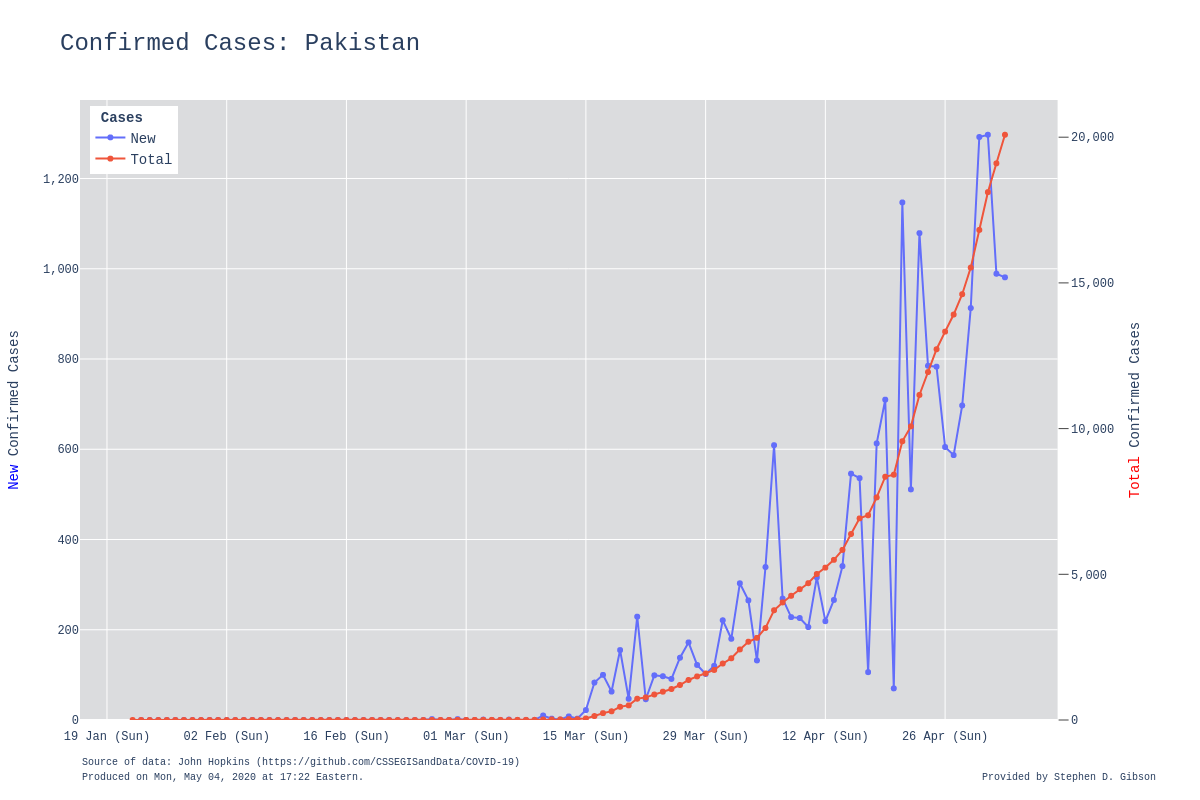 Confirmed Cases: Pakistan
Cases
New
Total
1,200
1,000
800
600
400
200
0
20,000
15,000
10,000
5,000
0
New Confirmed Cases
Total Confirmed Cases
19 Jan (Sun)
02 Feb (Sun)
16 Feb (Sun)
01 Mar (Sun)
15 Mar (Sun)
29 Mar (Sun)
12 Apr (Sun)
26 Apr (Sun)
Source of data: John Hopkins (https://github.com/CSSEGISandData/COVID-19)
Produced on Mon, May 04, 2020 at 17:22 Eastern.
Provided by Stephen D. Gibson